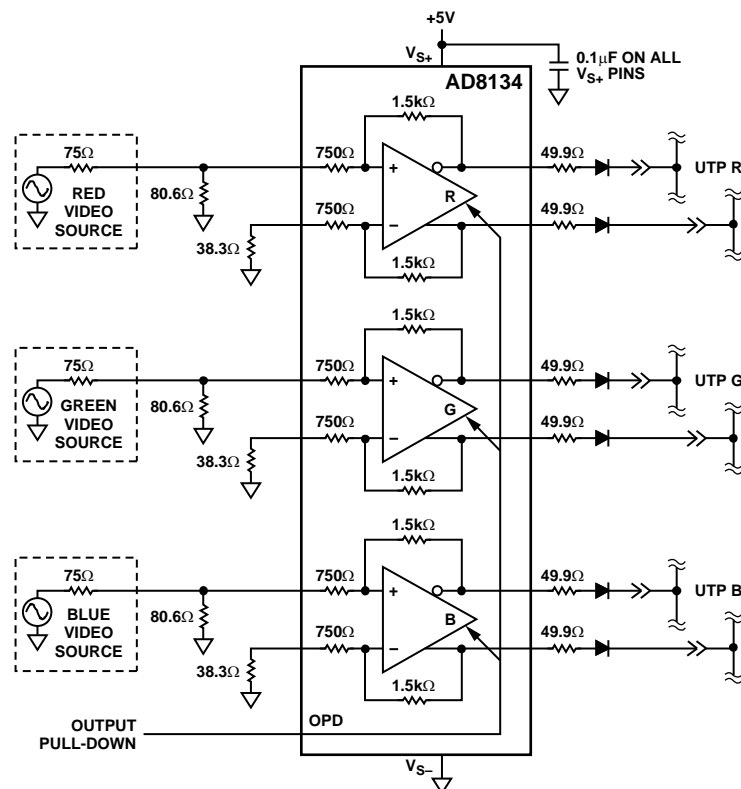 +5V
VS+
0.1μF ON ALL
VS+ PINS
AD8134
1.5kΩ
75Ω
750Ω
49.9Ω
+
UTP R
RED
VIDEO
SOURCE
80.6Ω
R
750Ω
49.9Ω
−
38.3Ω
1.5kΩ
1.5kΩ
75Ω
750Ω
49.9Ω
+
UTP G
GREEN
VIDEO
SOURCE
80.6Ω
G
750Ω
49.9Ω
−
38.3Ω
1.5kΩ
1.5kΩ
75Ω
750Ω
49.9Ω
+
UTP B
BLUE
VIDEO
SOURCE
80.6Ω
B
750Ω
49.9Ω
−
38.3Ω
1.5kΩ
OUTPUT
PULL-DOWN
OPD
VS−